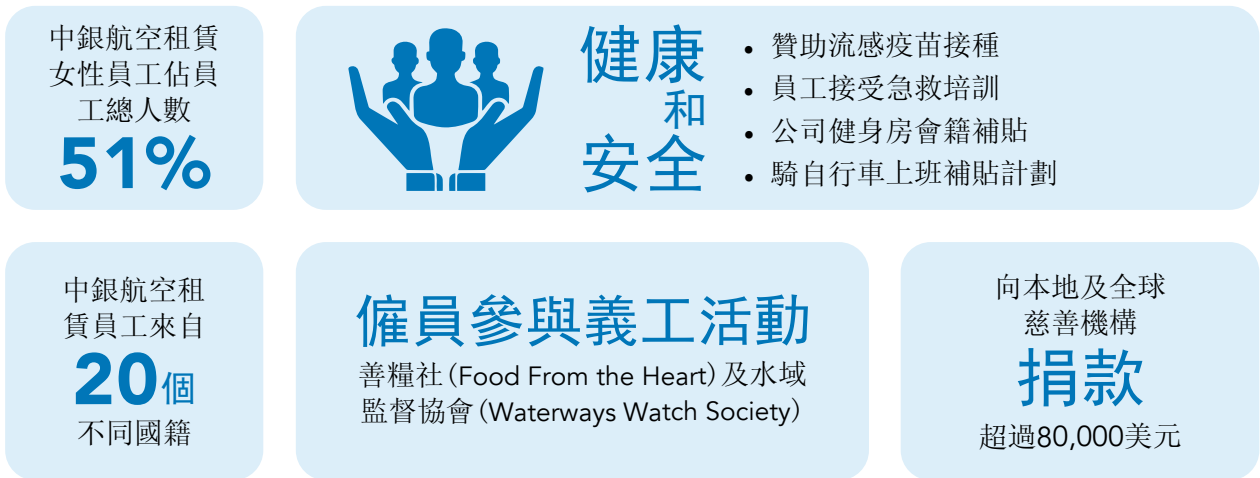 中銀航空租賃
女性員工佔員
工總人數
51%
健康
和
安全
• 贊助流感疫苗接種
• 員工接受急救培訓
• 公司健身房會籍補貼
• 騎自行車上班補貼計劃
中銀航空租
賃員工來自
20個
不同國籍
僱員參與義工活動
善糧社(Food From the Heart)及水域
監督協會(Waterways Watch Society)
向本地及全球
慈善機構
捐款
超過80,000美元